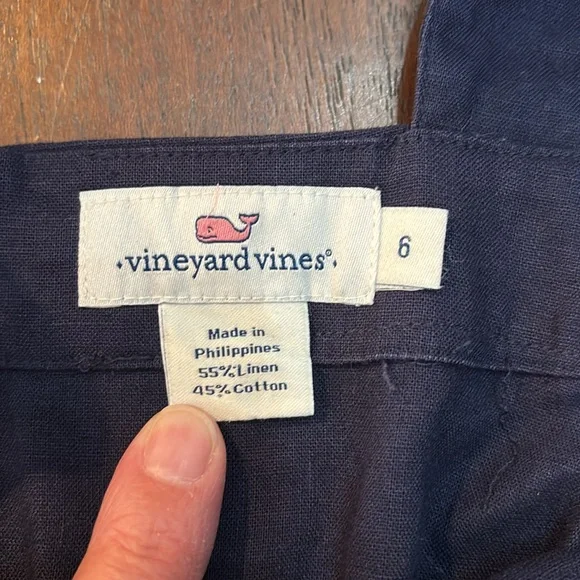 vineyard vines®
6
Made in
Philippines
55% Linen
45% Cotton